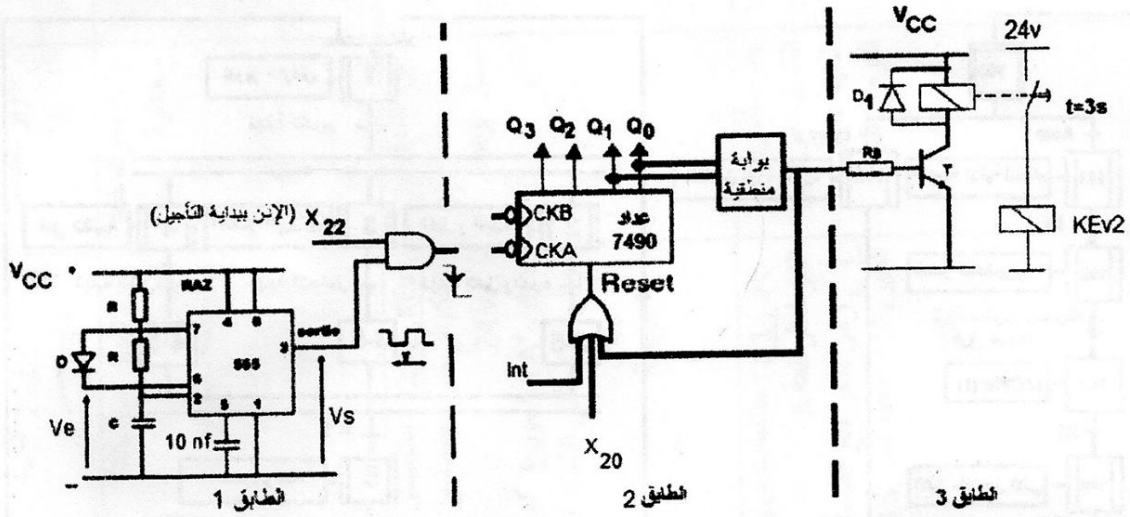 VCC
24v
D1
t=3s
Q3 Q2 Q1 Q0
بوابة
منطقية
RB
T
KEv2
CKB
CKA
عداد
7490
Reset
X22 (الإذن ببداية التأجيل)
VCC
RAZ
R
R
D
C
7
6
2
4
8
555
sortie
3
5
1
T
Ve
10 nf
Vs
Int
X20
الطابق 1
الطابق 2
الطابق 3